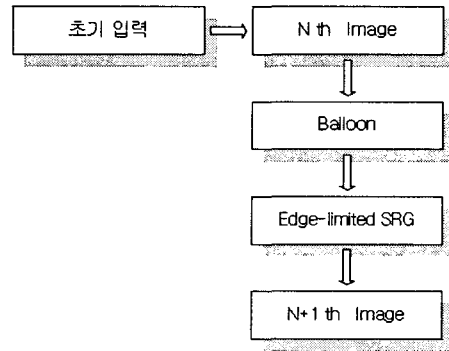 초기 입력
N th Image
Balloon
Edge-limited SRG
N+1 th Image